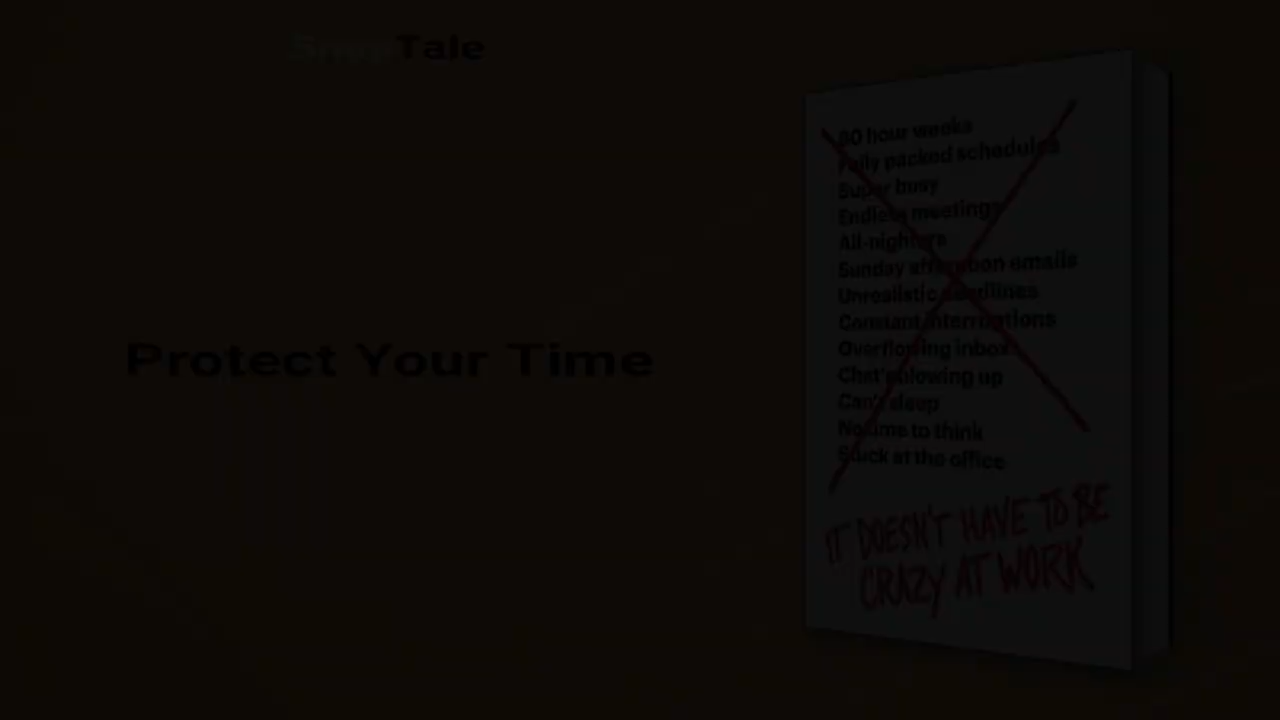 Tale
Protect Your Time
80 hour weeks
Fully packed schedules
Super busy
Endless meetings
All-nighters
Sunday afternoon emails
Unrealistic deadlines
Constant interruptions
Overflowing inbox
Chat's blowing up
Can't sleep
No time to think
Stuck at the office
IT DOESN'T HAVE TO BE
CRAZY AT WORK